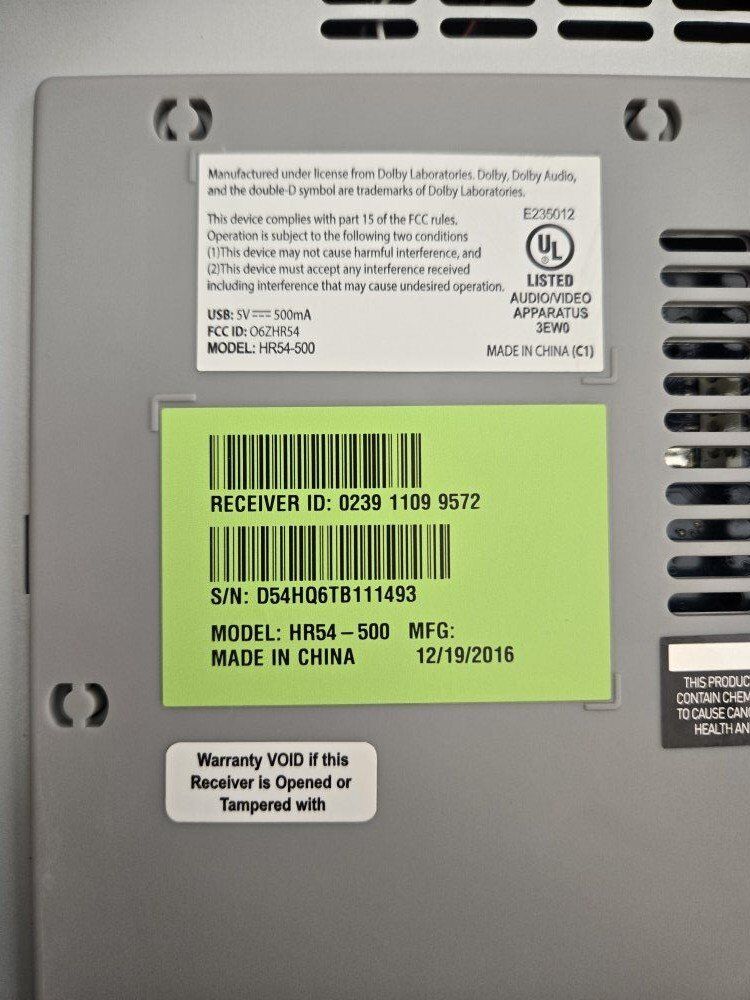 Manufactured under license from Dolby Laboratories. Dolby, Dolby Audio,
and the double-D symbol are trademarks of Dolby Laboratories.
This device complies with part 15 of the FCC rules.
Operation is subject to the following two conditions
(1)This device may not cause harmful interference, and
(2)This device must accept any interference received
including interference that may cause undesired operation.
E235012
UL
®
LISTED
AUDIO/VIDEO
APPARATUS
3EW0
USB: 5V⎓500mA
FCC ID: O6ZHR54
MODEL: HR54-500
MADE IN CHINA (C1)
RECEIVER ID: 0239 1109 9572
S/N: D54HQ6TB111493
MODEL: HR54-500 MFG:
MADE IN CHINA 12/19/2016
THIS PRODUC
CONTAIN CHEM
TO CAUSE CAN
HEALTH AN
Warranty VOID if this
Receiver is Opened or
Tampered with